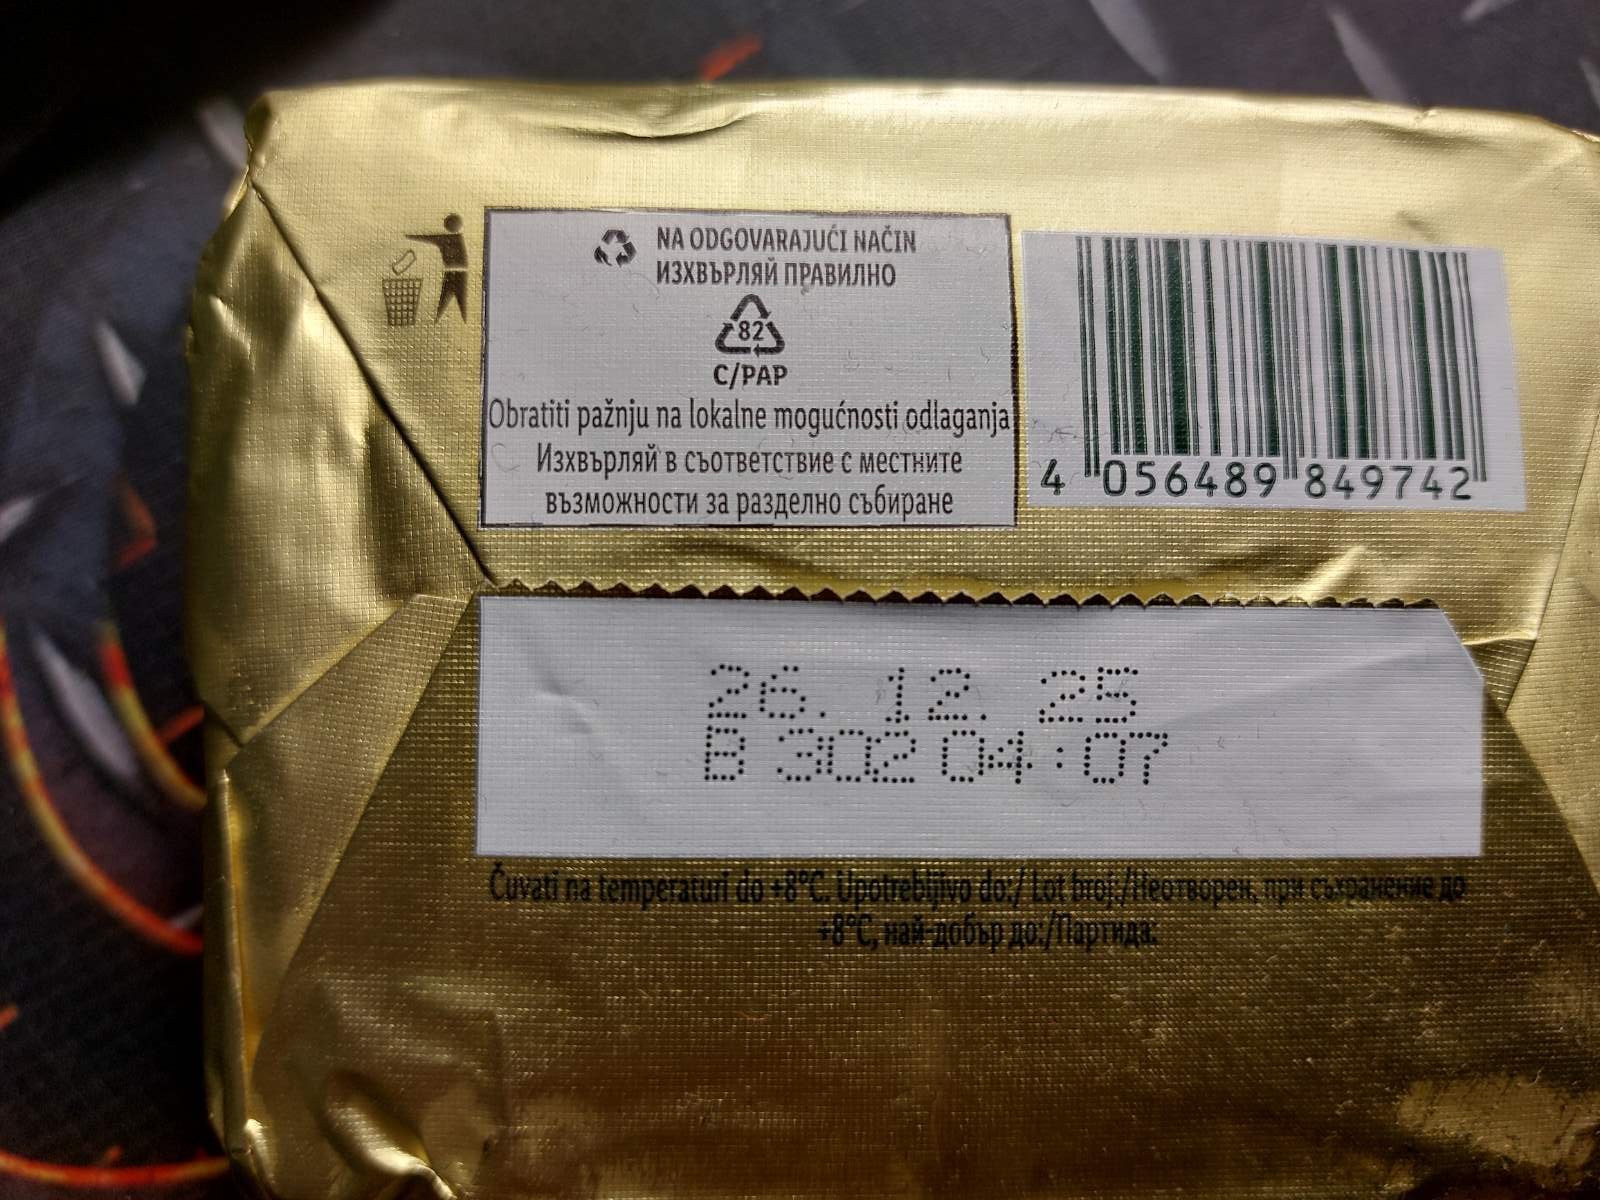 NA ODGOVARAJUĆI NAČIN
ИЗХВЪРЛЯЙ ПРАВИЛНО
82
C/PAP
Obratiti pažnju na lokalne mogućnosti odlaganja
Изхвърляй в съответствие с местните
възможности за разделно събиране
4 056489 849742
26. 12. 25
B 302 04:07
Čuvati na temperaturi do +8°C. Upotrebljivo do:/ Lot broj:/Неотворен, при съхранение до
+8°C, най-добър до:/Партида: